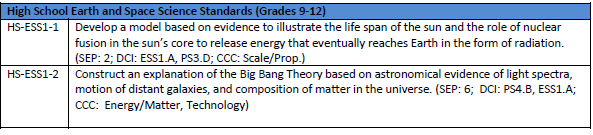 High School Earth and Space Science Standards (Grades 9-12)
HS-ESS1-1 Develop a model based on evidence to illustrate the life span of the sun and the role of nuclear
fusion in the sun's core to release energy that eventually reaches Earth in the form of radiation.
(SEP: 2; DCI: ESS1.A, PS3.D; CCC: Scale/Prop.)
HS-ESS1-2 Construct an explanation of the Big Bang Theory based on astronomical evidence of light spectra,
motion of distant galaxies, and composition of matter in the universe. (SEP: 6;  DCI: PS4.B, ESS1.A;
CCC:  Energy/Matter, Technology)